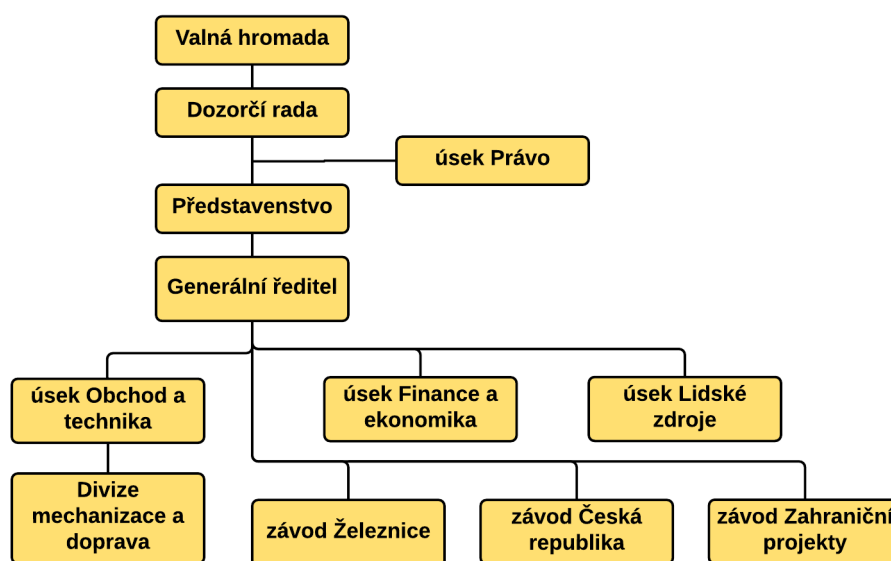 Valná hromada
Dozorčí rada
úsek Právo
Představenstvo
Generální ředitel
úsek Obchod a
technika
úsek Finance a
ekonomika
úsek Lidské
zdroje
Divize
mechanizace a
doprava
závod Železnice
závod Česká
republika
závod Zahraniční
projekty